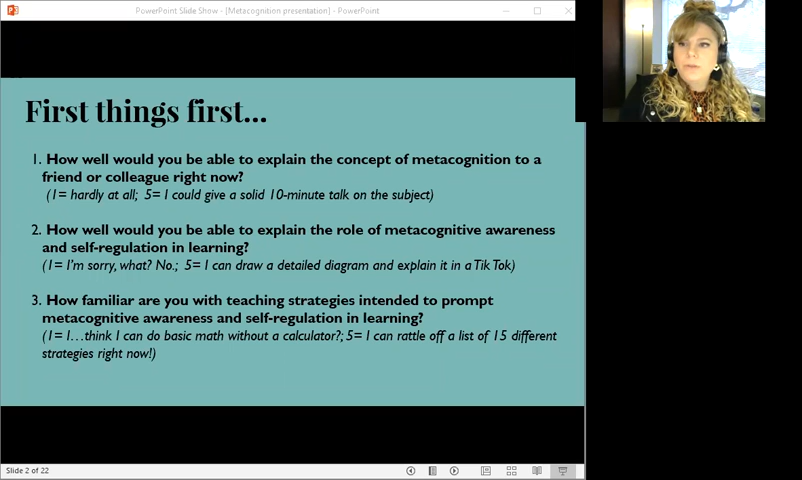 PowerPoint Slide Show - [Metacognition presentation] - PowerPoint
First things first...
1. How well would you be able to explain the concept of metacognition to a
friend or colleague right now?
(1= hardly at all; 5= I could give a solid 10-minute talk on the subject)
2. How well would you be able to explain the role of metacognitive awareness
and self-regulation in learning?
(1= I'm sorry, what? No.; 5= I can draw a detailed diagram and explain it in a Tik Tok)
3. How familiar are you with teaching strategies intended to prompt
metacognitive awareness and self-regulation in learning?
(1= I…think I can do basic math without a calculator?; 5= I can rattle off a list of 15 different
strategies right now!)
Slide 2 of 22